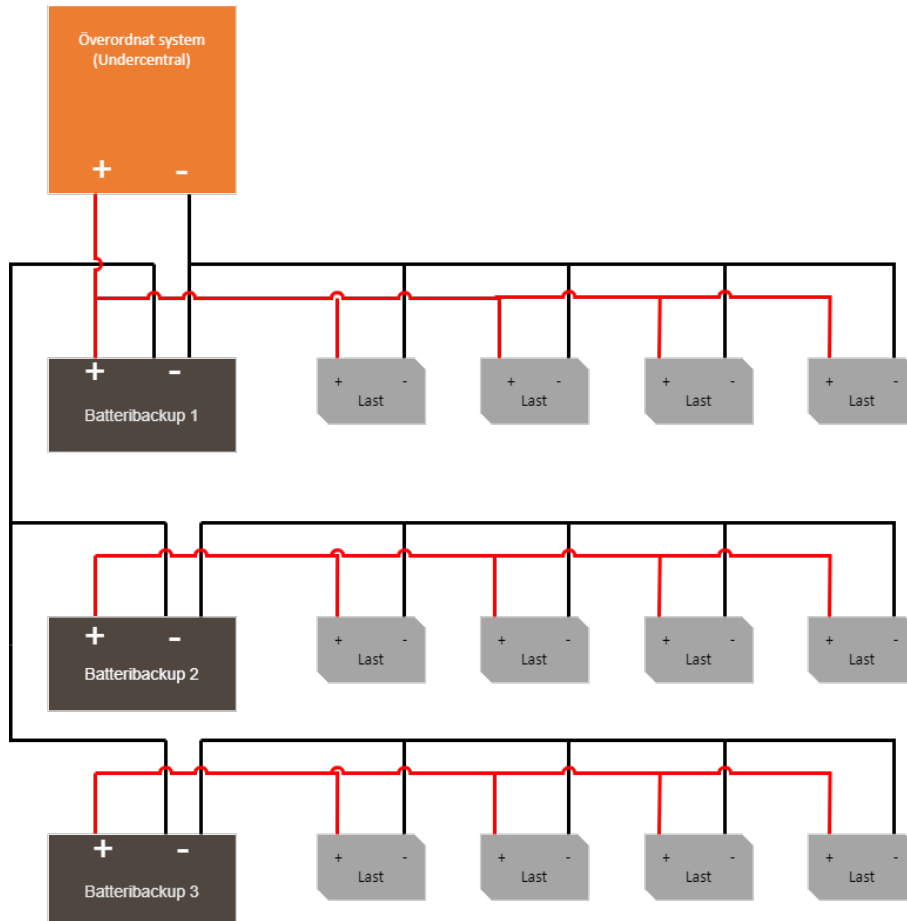 Överordnat system
(Undercentral)
+ -
+ -
Batteribackup 1
+ -
Last
+ -
Last
+ -
Last
+ -
Last
+ -
Batteribackup 2
+ -
Last
+ -
Last
+ -
Last
+ -
Last
+ -
Batteribackup 3
+ -
Last
+ -
Last
+ -
Last
+ -
Last